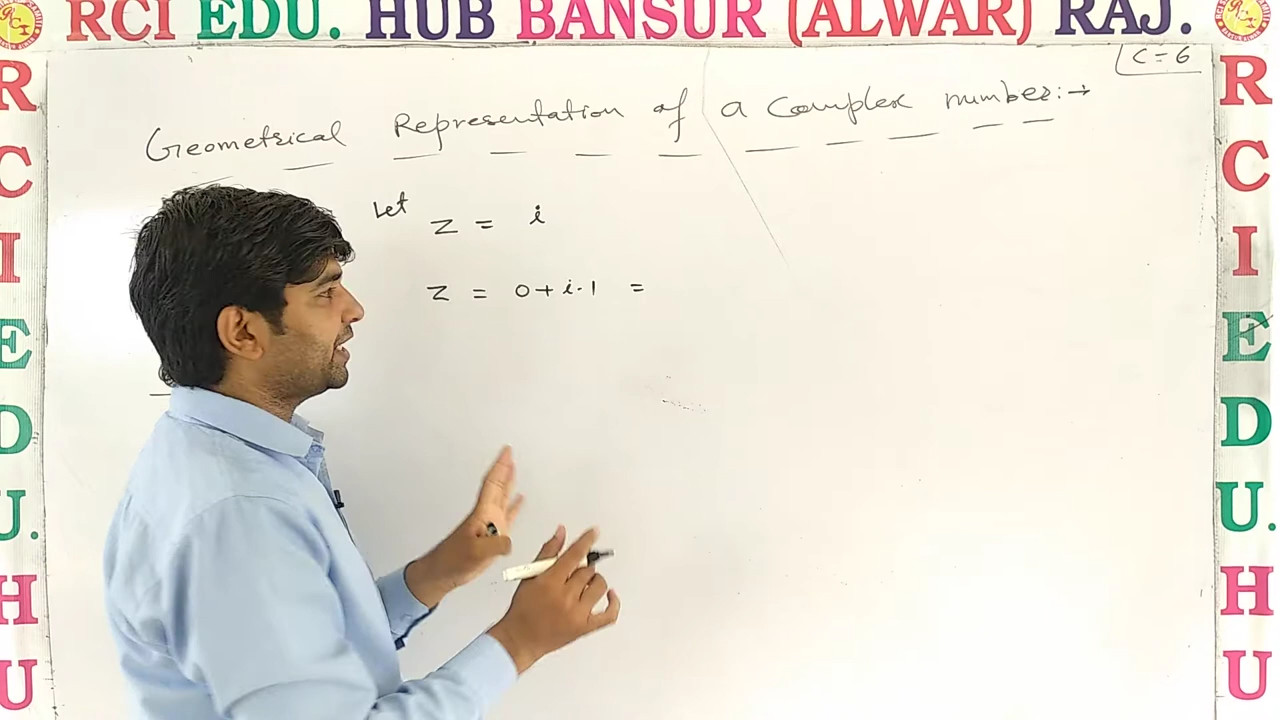 RCI EDU. HUB BANSUR (ALWAR) RAJ.
C=6
Geometrical Representation of a Complex number:→
Let z = i
z = 0+i·1 =
R
C
I
E
D
U.
H
U
R
C
I
E
D
U.
H
U